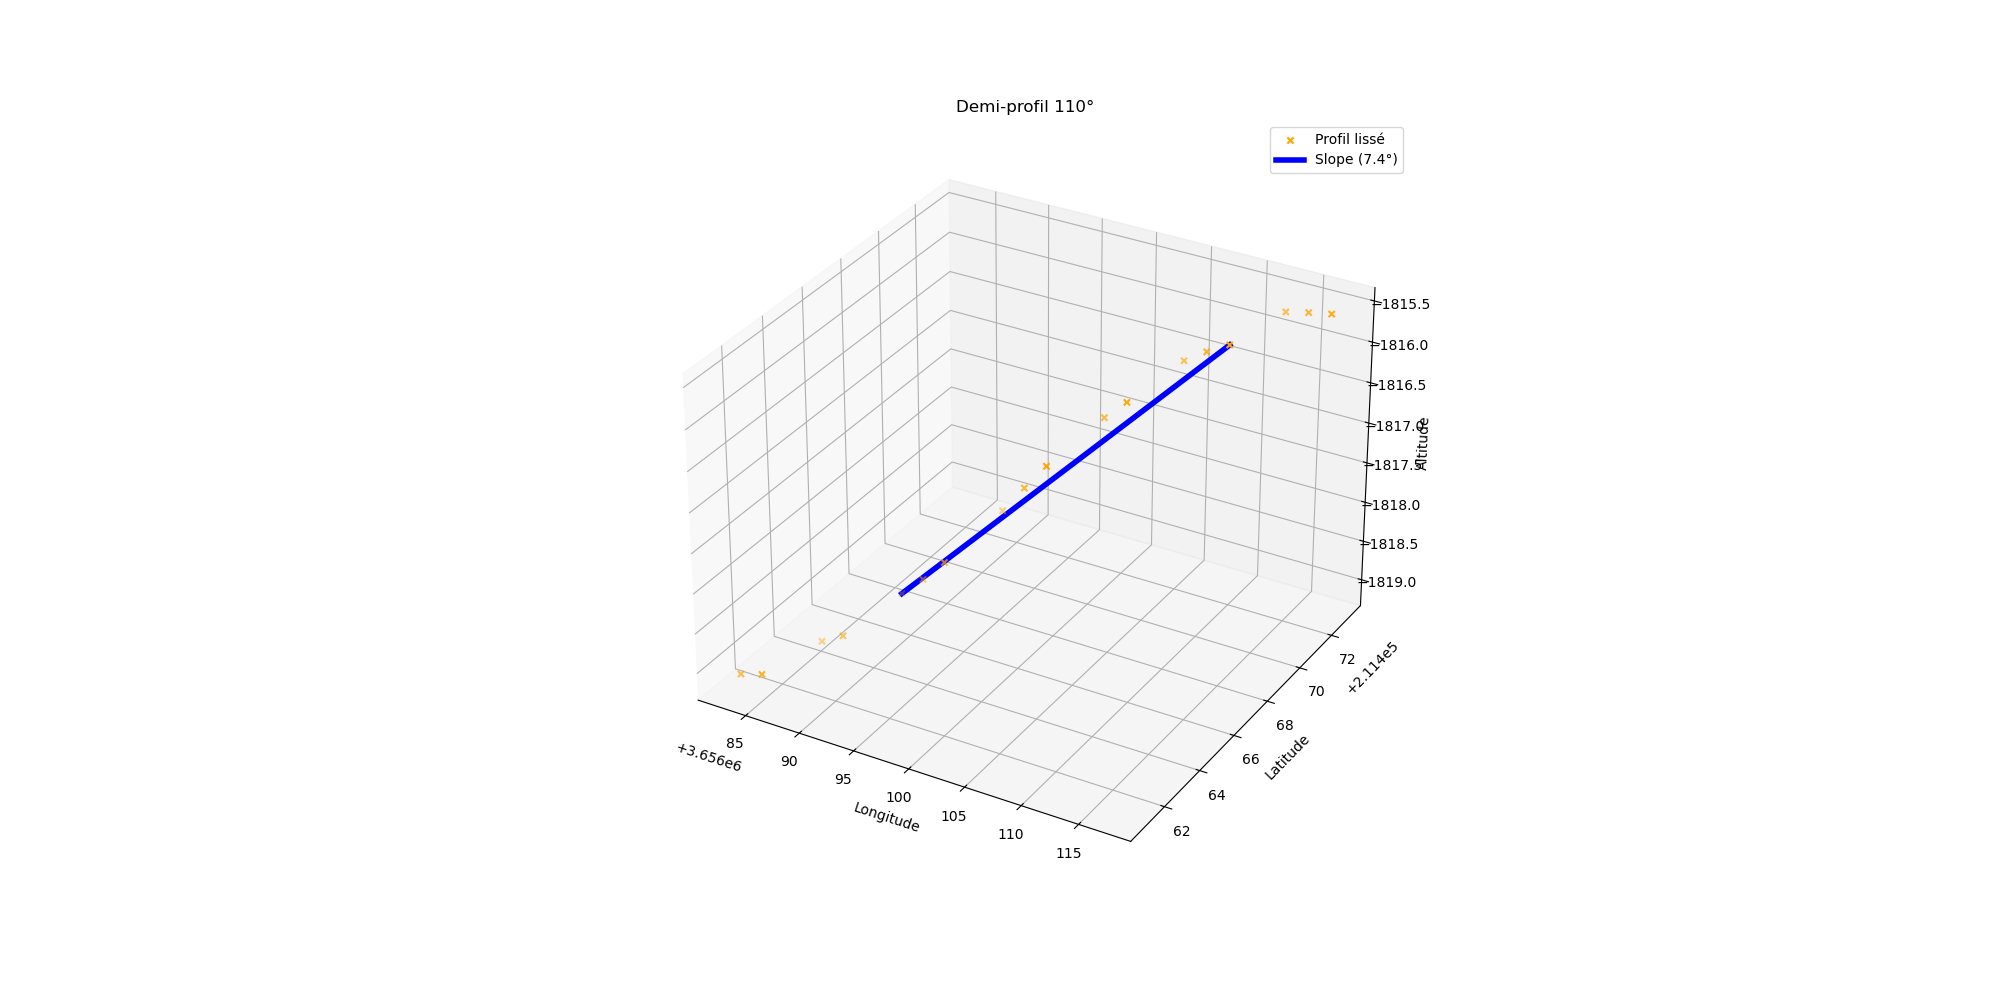 Demi-profil 110°
Profil lissé
Slope (7.4°)
−1815.5
−1816.0
−1816.5
−1817.0
−1817.5
−1818.0
−1818.5
−1819.0
Altitude
72
70
68
66
64
62
+2.114e5
Latitude
85
90
95
100
105
110
115
+3.656e6
Longitude